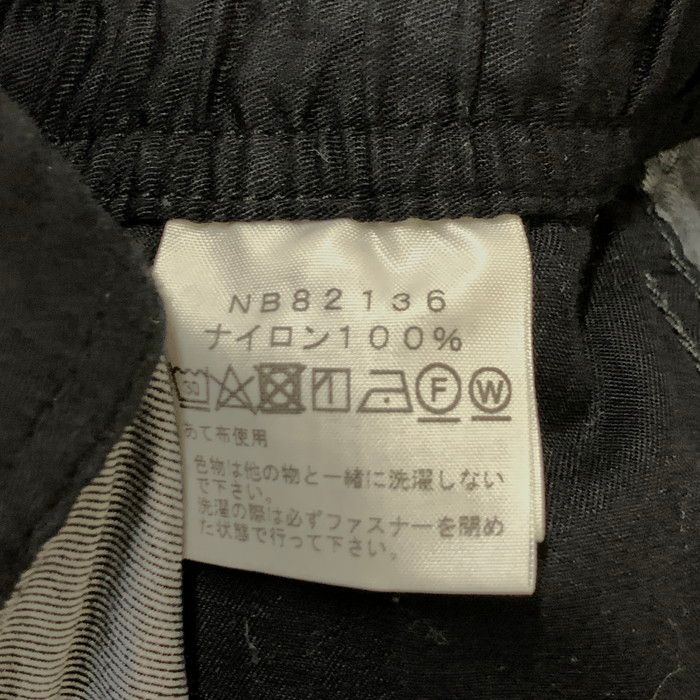 NB82136
ナイロン100%
30
F W
あて布使用
色物は他の物と一緒に洗濯しない
で下さい。
洗濯の際は必ずファスナーを閉め
た状態で行って下さい。